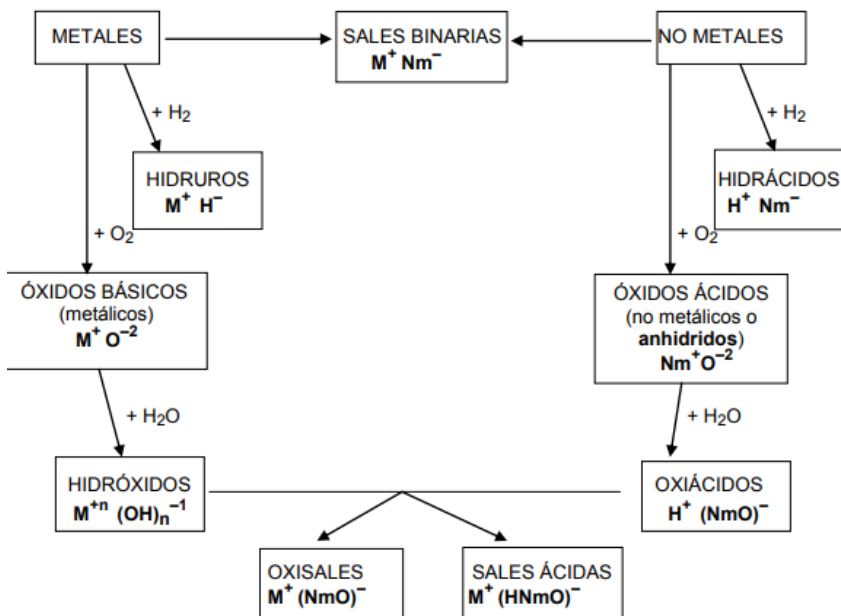 METALES
SALES BINARIAS
M⁺ Nm⁻
NO METALES
+ H₂
+ H₂
HIDRUROS
M⁺ H⁻
HIDRÁCIDOS
H⁺ Nm⁻
+ O₂
+ O₂
ÓXIDOS BÁSICOS
(metálicos)
M⁺ O⁻²
ÓXIDOS ÁCIDOS
(no metálicos o
anhidridos)
Nm⁺O⁻²
+ H₂O
+ H₂O
HIDRÓXIDOS
M⁺ⁿ (OH)ₙ⁻¹
OXIÁCIDOS
H⁺ (NmO)⁻
OXISALES
M⁺ (NmO)⁻
SALES ÁCIDAS
M⁺ (HNmO)⁻